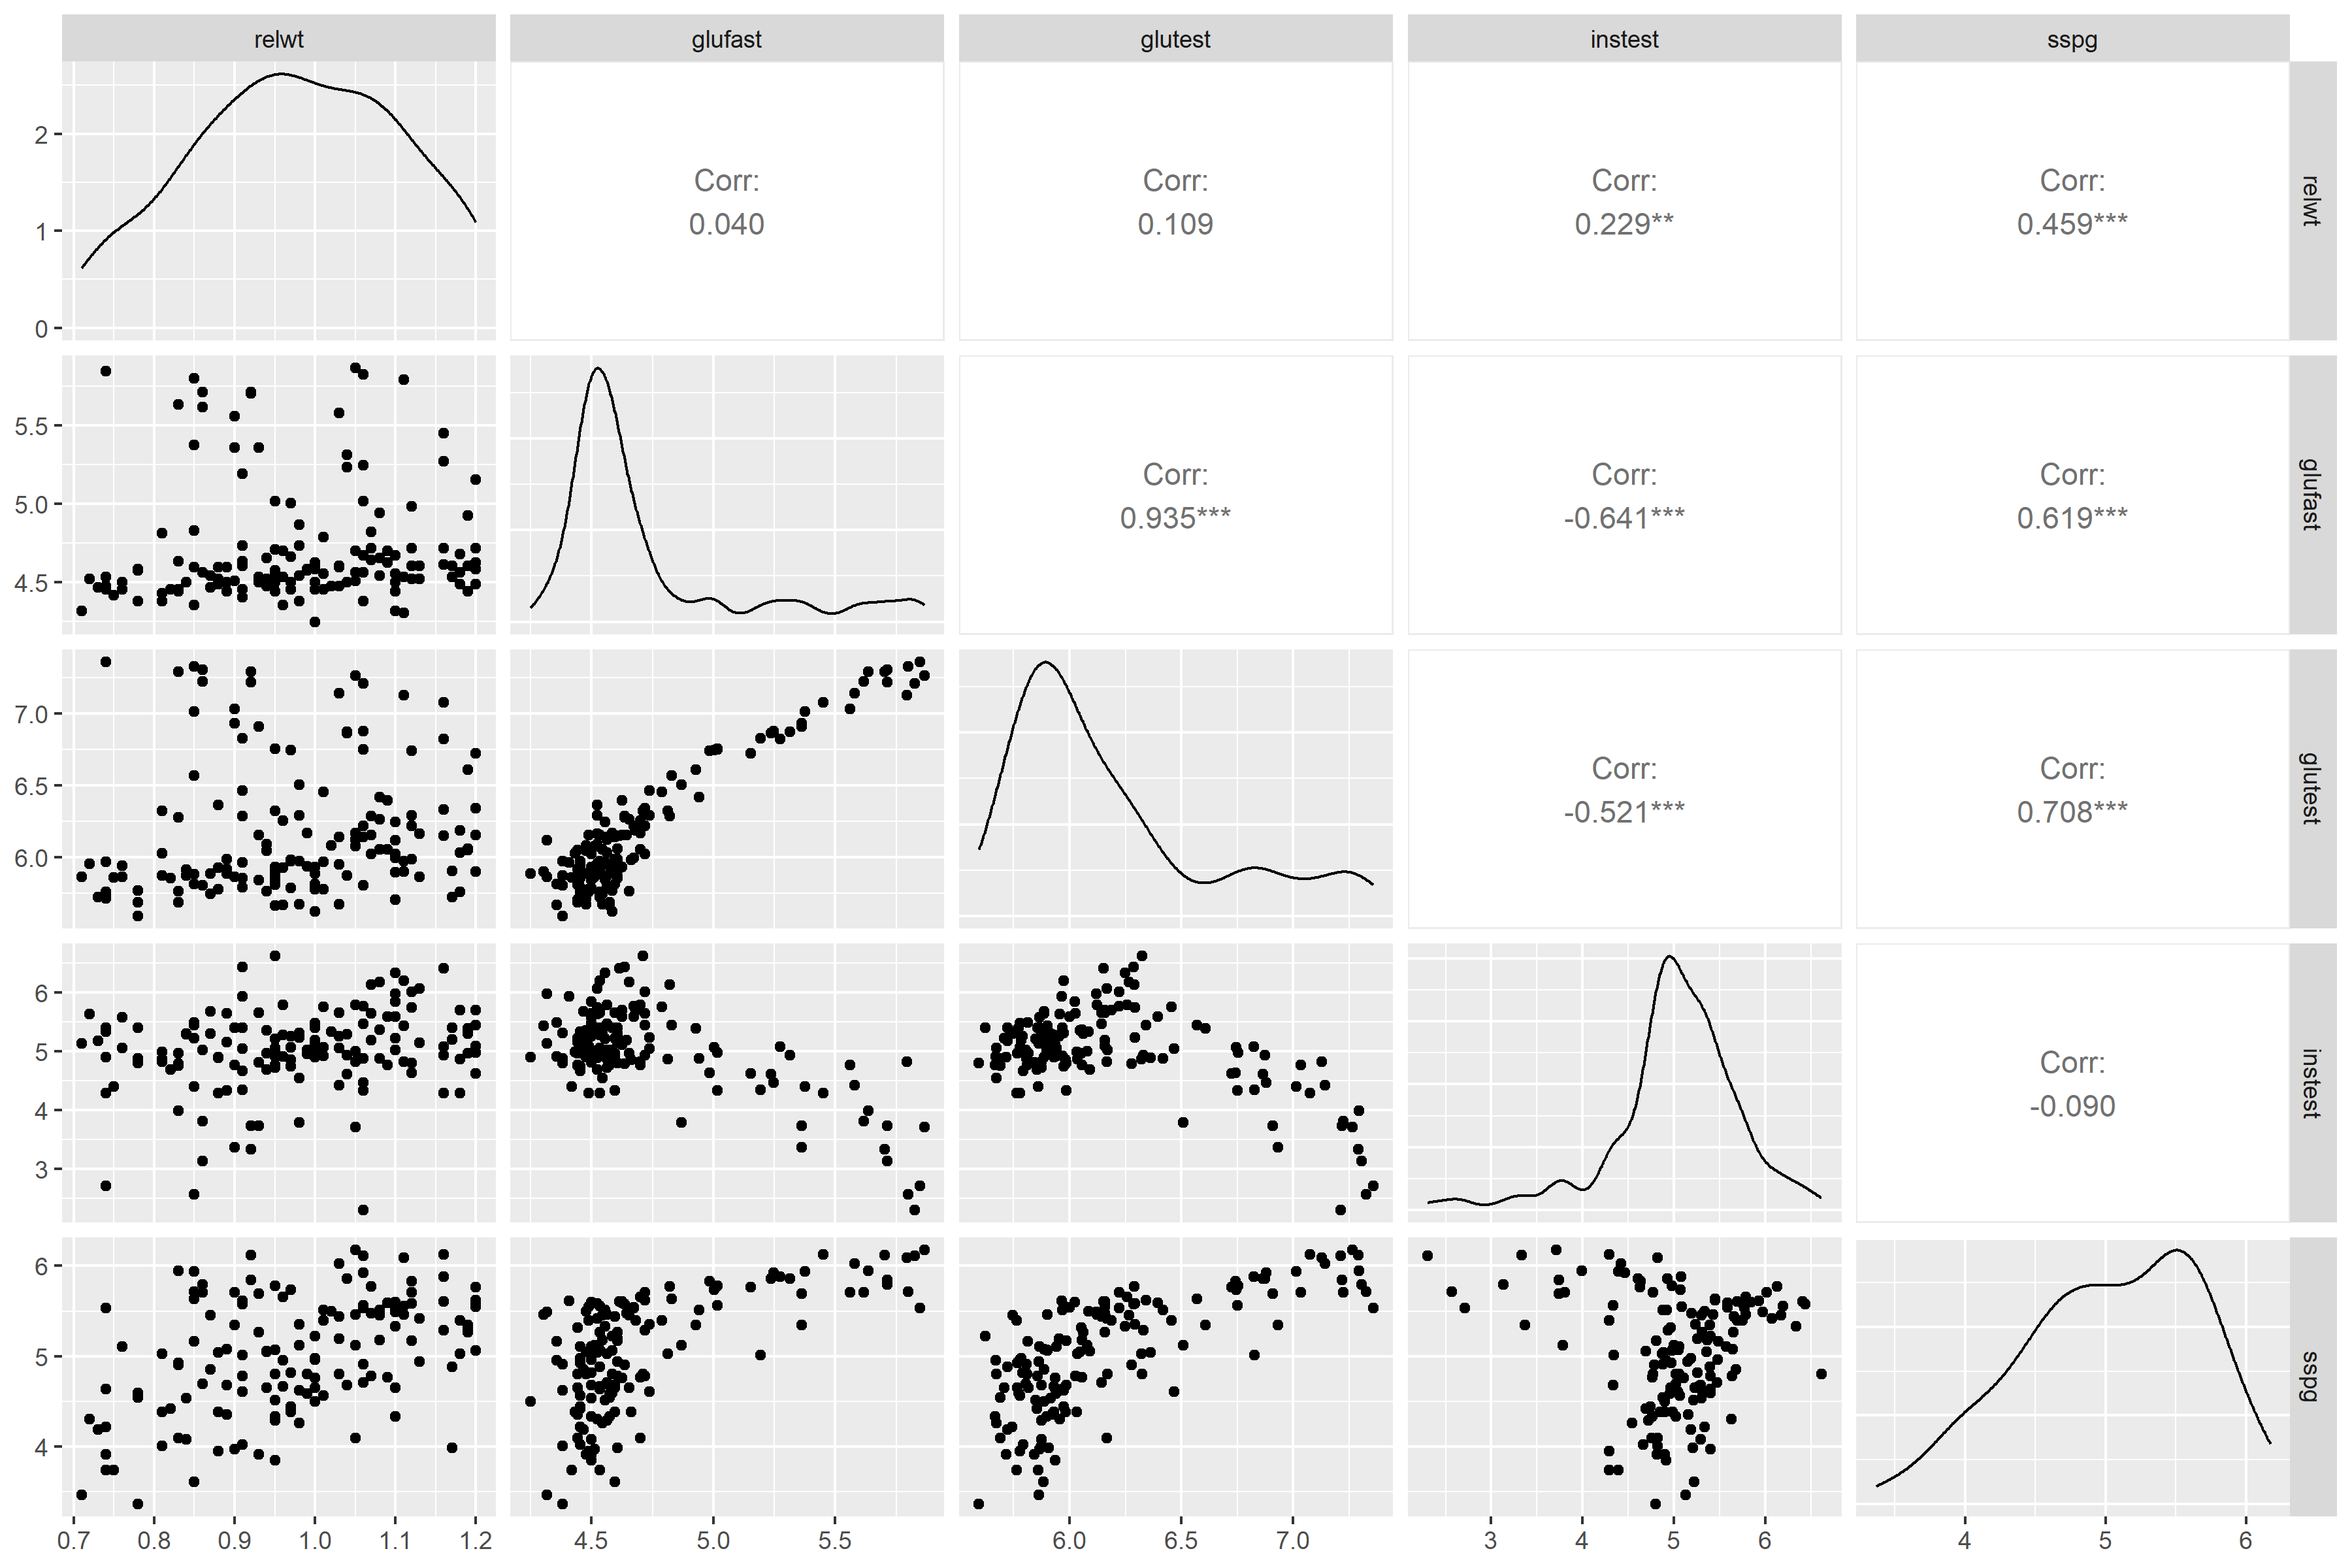 relwt
glufast
glutest
instest
sspg
2
1
0
Corr:
0.040
Corr:
0.109
Corr:
0.229**
Corr:
0.459***
relwt
5.5
5.0
4.5
Corr:
0.935***
Corr:
-0.641***
Corr:
0.619***
glufast
7.0
6.5
6.0
Corr:
-0.521***
Corr:
0.708***
glutest
6
5
4
3
Corr:
-0.090
instest
6
5
4
sspg
0.7 0.8 0.9 1.0 1.1 1.2
4.5 5.0 5.5
6.0 6.5 7.0
3 4 5 6
4 5 6